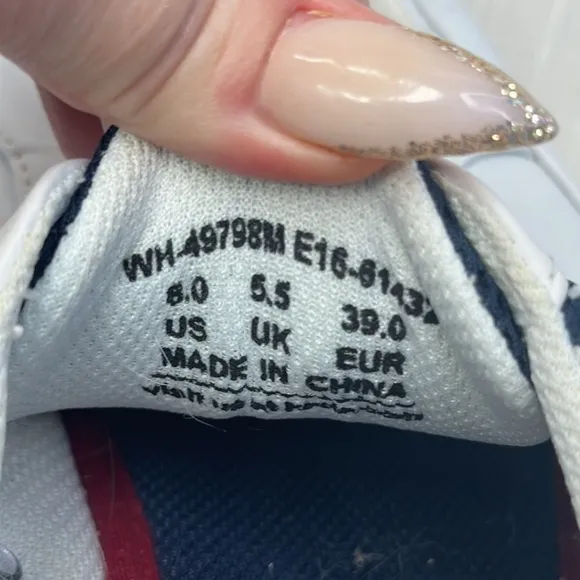 WH-49798M E16-61432
8.0 5.5 39.0
US UK EUR
MADE IN CHINA